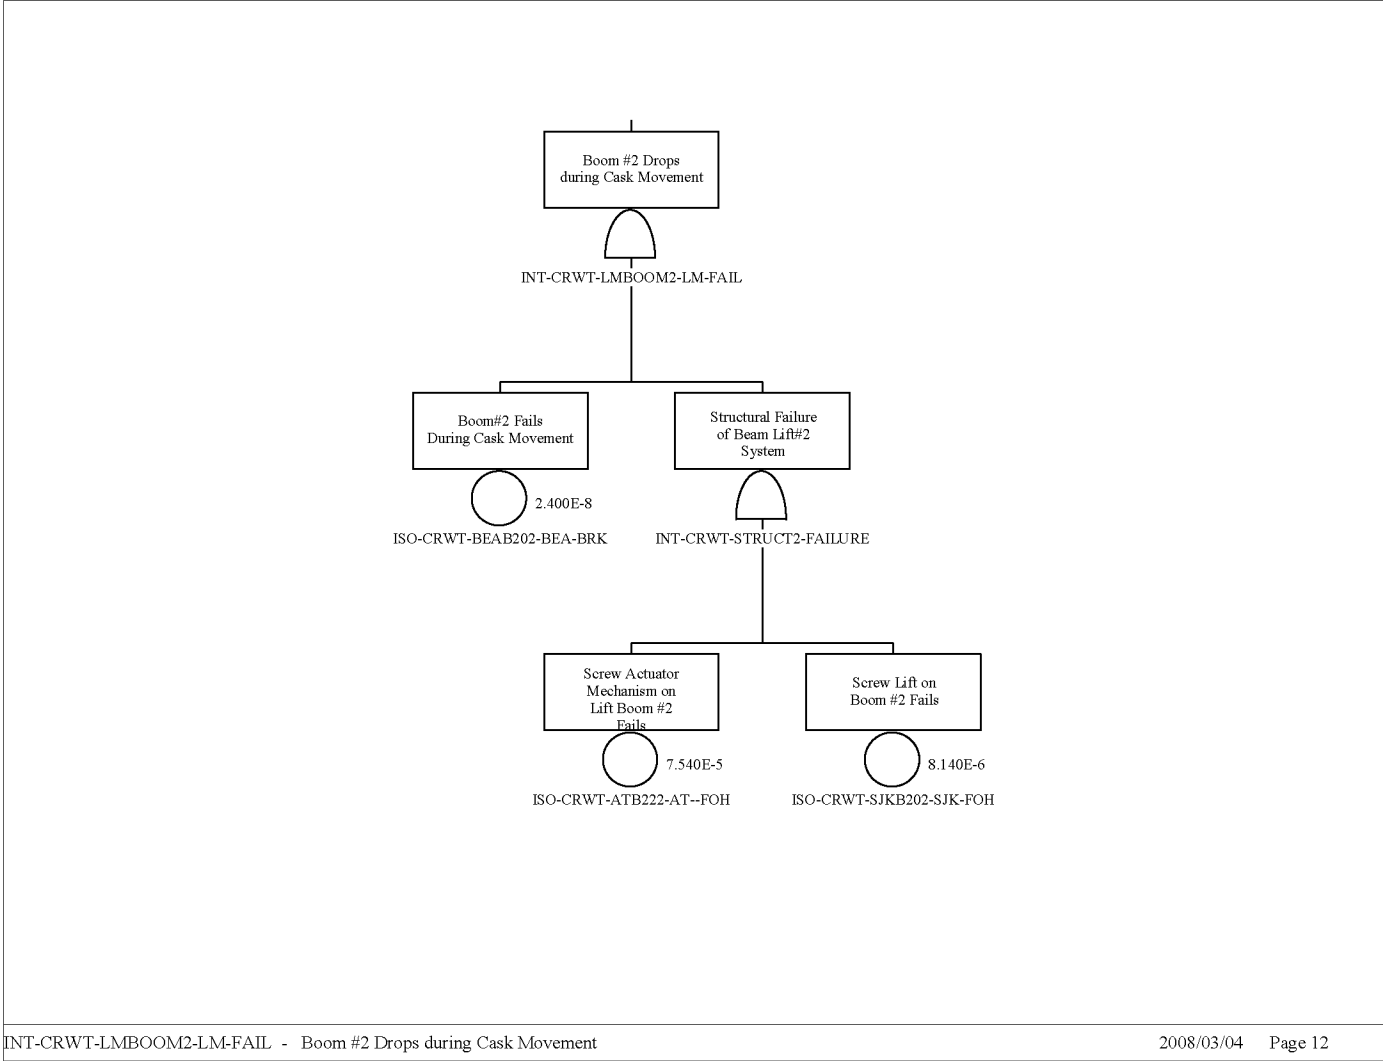 Boom #2 Drops
during Cask Movement
INT-CRWT-LMBOOM2-LM-FAIL
Boom#2 Fails
During Cask Movement
2.400E-8
ISO-CRWT-BEAB202-BEA-BRK
Structural Failure
of Beam Lift#2
System
INT-CRWT-STRUCT2-FAILURE
Screw Actuator
Mechanism on
Lift Boom #2
Fails
7.540E-5
ISO-CRWT-ATB222-AT--FOH
Screw Lift on
Boom #2 Fails
8.140E-6
ISO-CRWT-SJKB202-SJK-FOH
INT-CRWT-LMBOOM2-LM-FAIL - Boom #2 Drops during Cask Movement
2008/03/04 Page 12